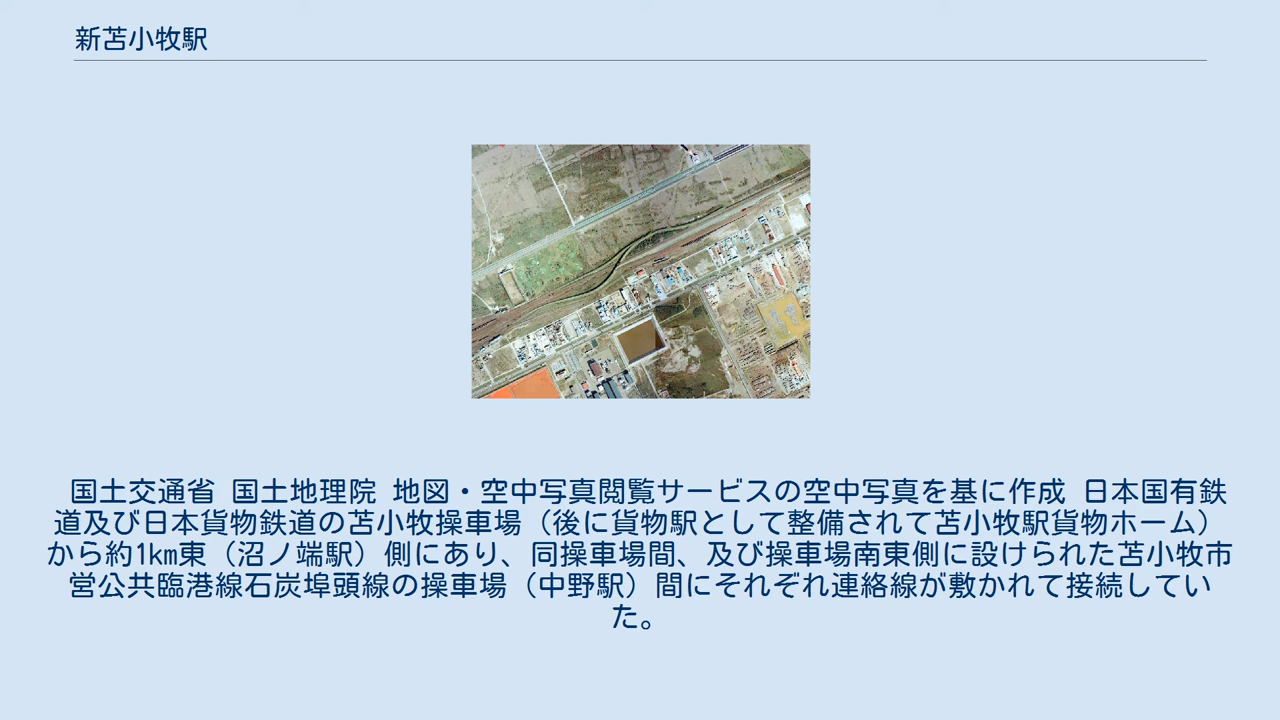 新苫小牧駅
国土交通省 国土地理院 地図・空中写真閲覧サービスの空中写真を基に作成 日本国有鉄
道及び日本貨物鉄道の苫小牧操車場（後に貨物駅として整備されて苫小牧駅貨物ホーム）
から約1km東（沼ノ端駅）側にあり、同操車場間、及び操車場南東側に設けられた苫小牧市
営公共臨港線石炭埠頭線の操車場（中野駅）間にそれぞれ連絡線が敷かれて接続してい
た。